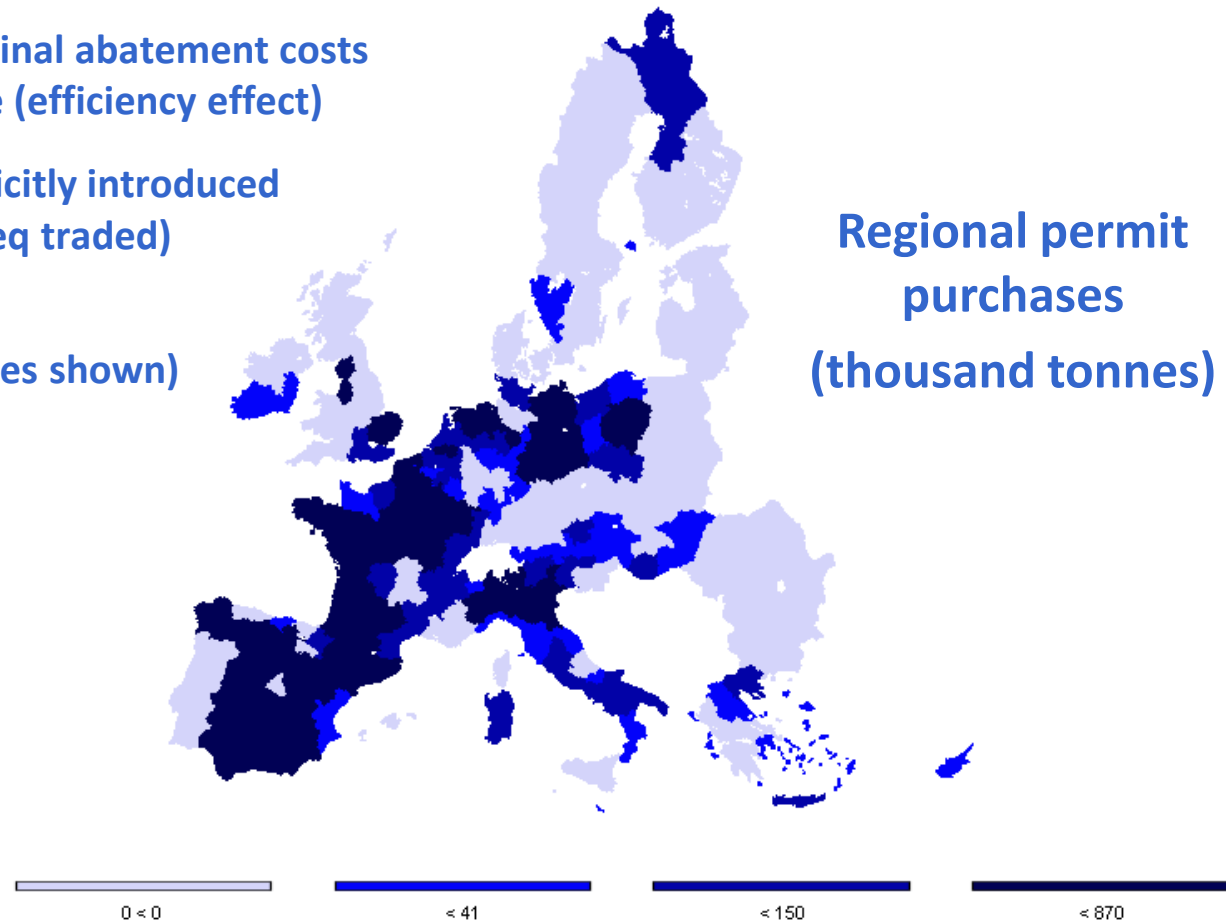 inal abatement costs
e (efficiency effect)
icitly introduced
eq traded)
es shown)
Regional permit
purchases
(thousand tonnes)
0 < 0
< 41
< 150
< 870